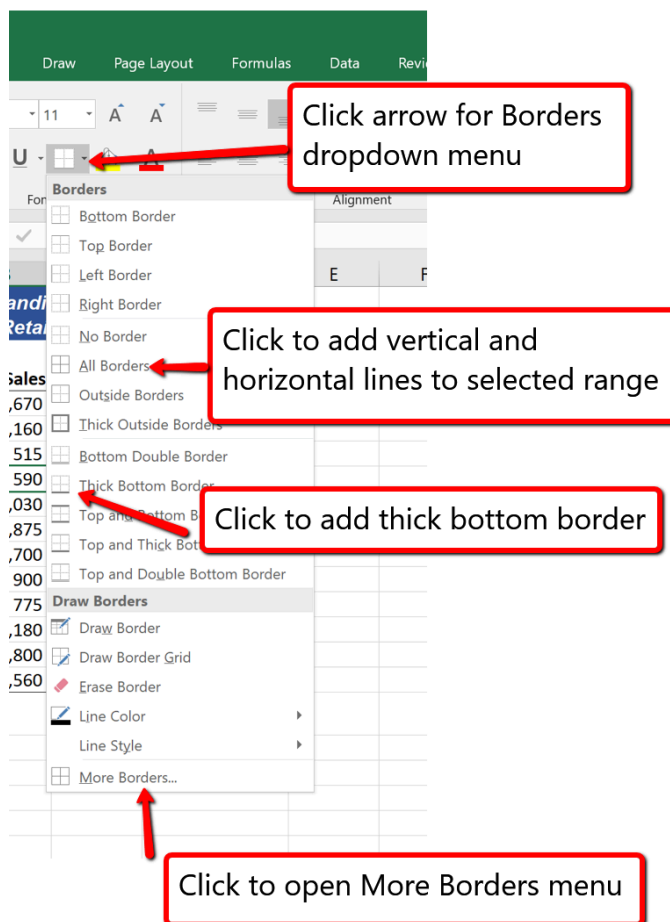 Draw Page Layout Formulas Data
11 A A
Click arrow for Borders
dropdown menu
U A
Alignment
Borders
Bottom Border
Top Border
Left Border
Right Border
E F
No Border
All Borders
Click to add vertical and
horizontal lines to selected range
Outside Borders
Thick Outside Borders
Sales
,670
,160
515
590
,030
,875
,700
900
775
,180
,800
,560
Bottom Double Border
Thick Bottom Border
Click to add thick bottom border
Top and Bottom B
Top and Thick Bot
Top and Double Bottom Border
Draw Borders
Draw Border
Draw Border Grid
Erase Border
Line Color
Line Style
More Borders...
Click to open More Borders menu